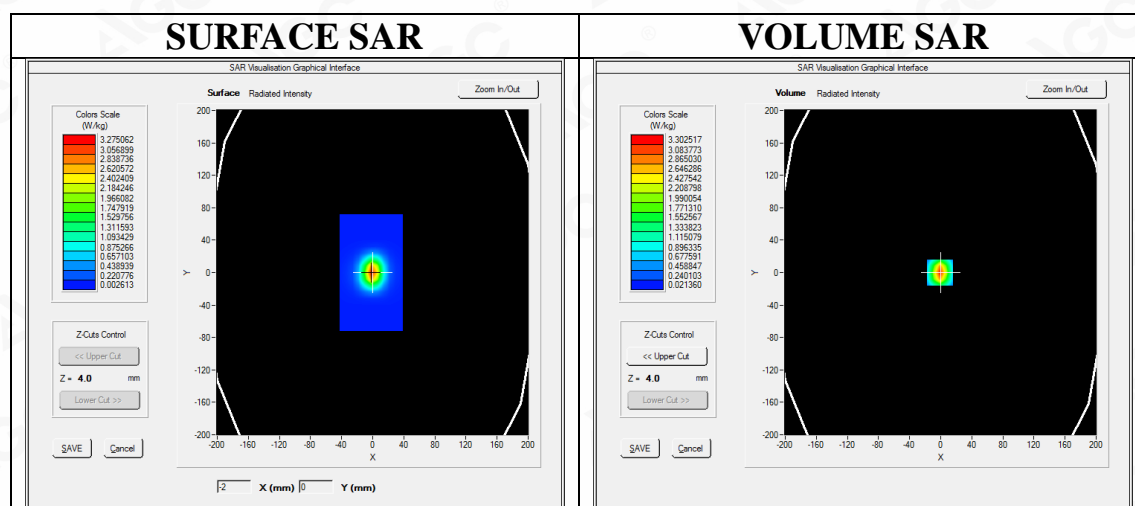 SURFACE SAR
SAR Visualisation Graphical Interface
Surface Radiated Intensity
Zoom In/Out
Colors Scale
(W/kg)
3.275062
3.056899
2.838736
2.620572
2.402409
2.184246
1.966082
1.747919
1.529756
1.311593
1.093429
0.875266
0.657103
0.438939
0.220776
0.002613
Z-Cuts Control
<< Upper Cut
Z = 4.0 mm
Lower Cut >>
SAVE Cancel
200
160
120
80
40
0
-40
-80
-120
-160
-200
Y
-200 -160 -120 -80 -40 0 40 80 120 160 200
X
-2 X (mm) 0 Y (mm)
VOLUME SAR
SAR Visualisation Graphical Interface
Volume Radiated Intensity
Zoom In/Out
Colors Scale
(W/kg)
3.302517
3.083773
2.865030
2.646286
2.427542
2.208798
1.990054
1.771310
1.552567
1.333823
1.115079
0.896335
0.677591
0.458847
0.240103
0.021360
Z-Cuts Control
<< Upper Cut
Z = 4.0 mm
Lower Cut >>
SAVE Cancel
200
160
120
80
40
0
-40
-80
-120
-160
-200
Y
-200 -160 -120 -80 -40 0 40 80 120 160 200
X